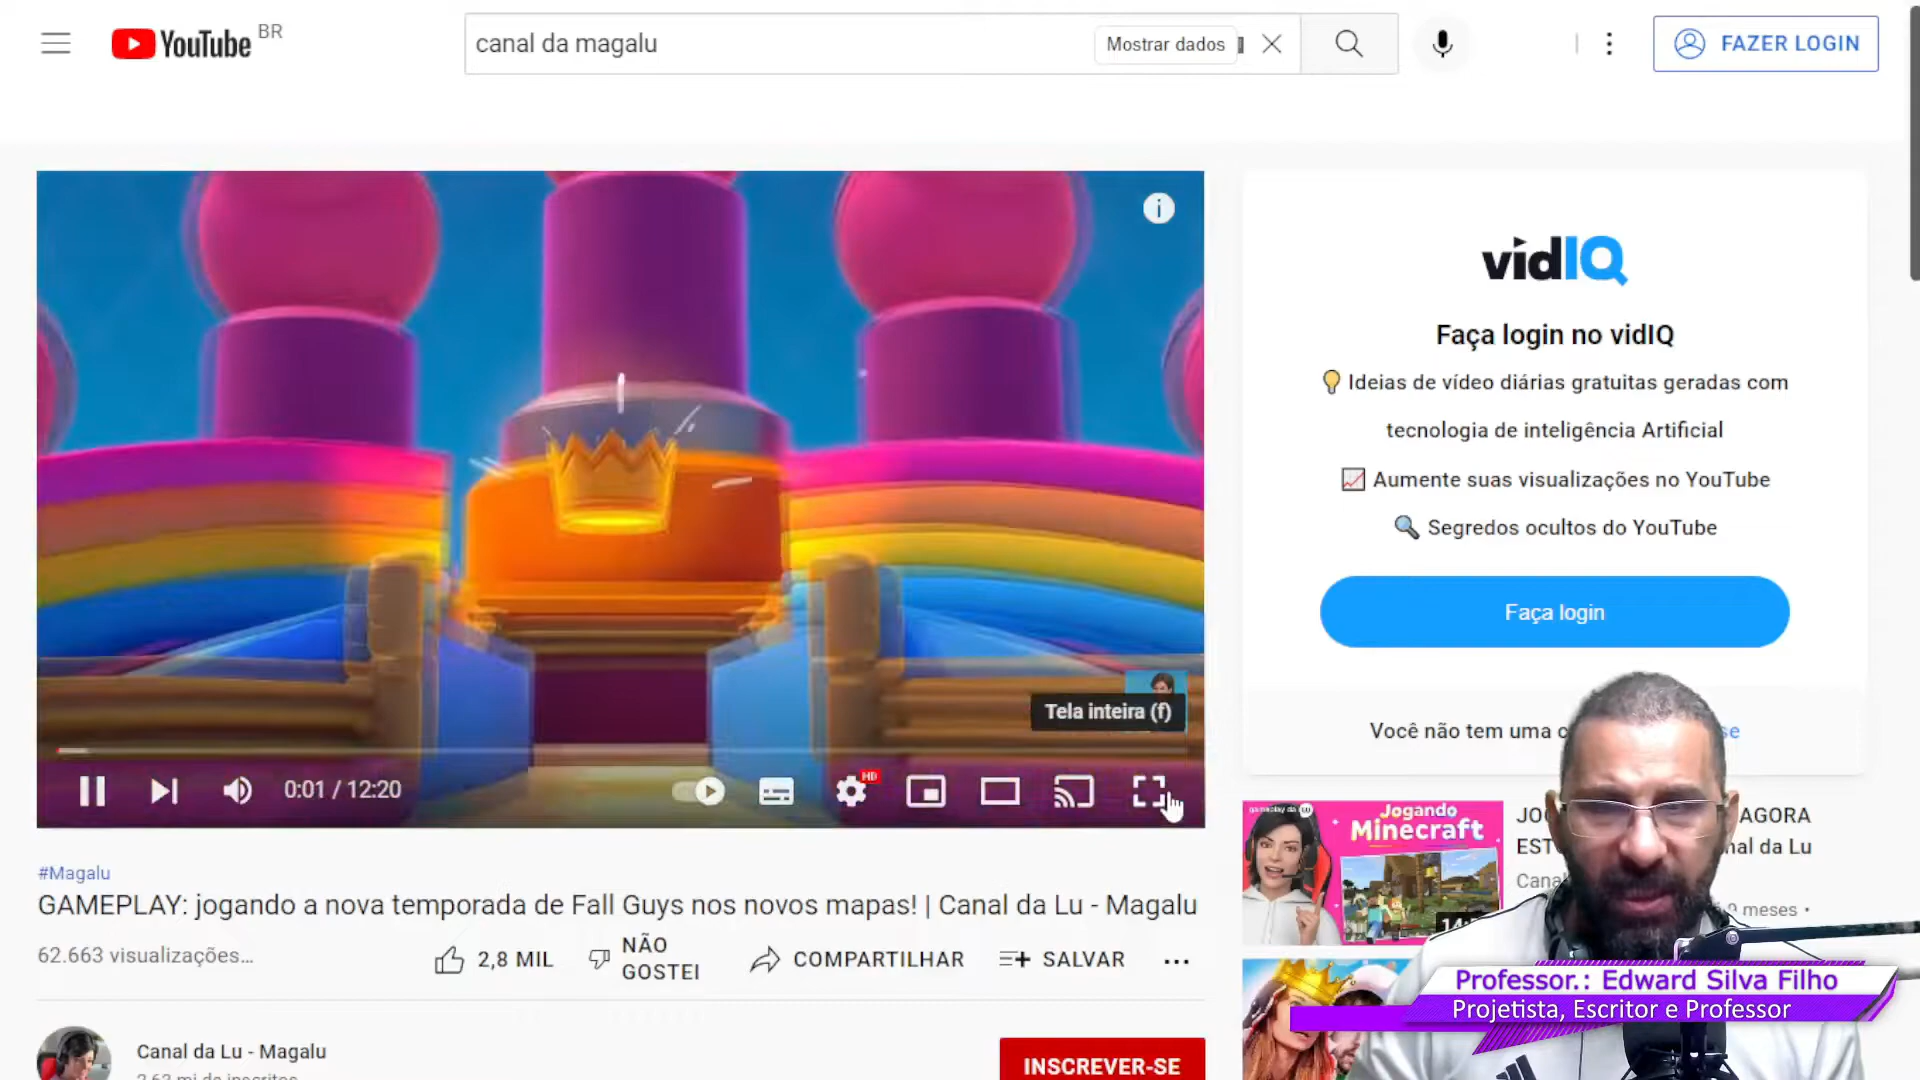 YouTube BR
canal da magalu
Mostrar dados
FAZER LOGIN
i
vidIQ
Faça login no vidIQ
Ideias de vídeo diárias gratuitas geradas com
tecnologia de inteligência Artificial
Aumente suas visualizações no YouTube
Segredos ocultos do YouTube
Faça login
Você não tem uma
se
Tela inteira (f)
0:01 / 12:20
HD
#Magalu
GAMEPLAY: jogando a nova temporada de Fall Guys nos novos mapas! | Canal da Lu - Magalu
62.663 visualizações...
2,8 MIL
NÃO
GOSTEI
COMPARTILHAR
SALVAR
Canal da Lu - Magalu
INSCREVER-SE
Jogando
Minecraft
AGORA
da Lu
9 meses •
Professor.: Edward Silva Filho
Projetista, Escritor e Professor